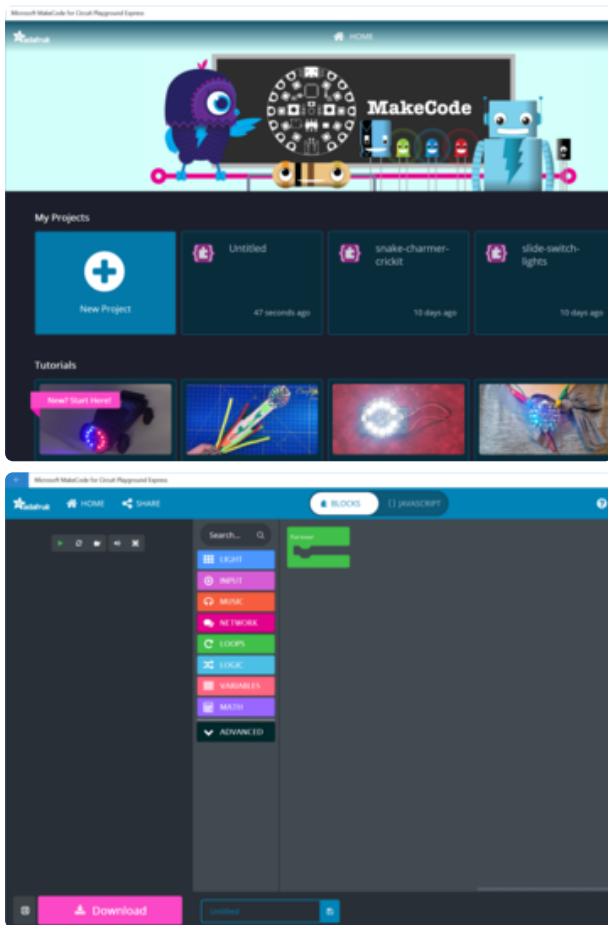 Microsoft MakeCode for Circuit Playground Express
adafruit
HOME
MakeCode
My Projects
New Project
Untitled
47 seconds ago
snake-charmer-
crickit
10 days ago
slide-switch-
lights
10 days ago
Tutorials
New? Start Here!
Microsoft MakeCode for Circuit Playground Express
adafruit
HOME
SHARE
BLOCKS
{} JAVASCRIPT
Search...
LIGHT
INPUT
MUSIC
NETWORK
LOOPS
LOGIC
VARIABLES
MATH
ADVANCED
forever
Download
Untitled